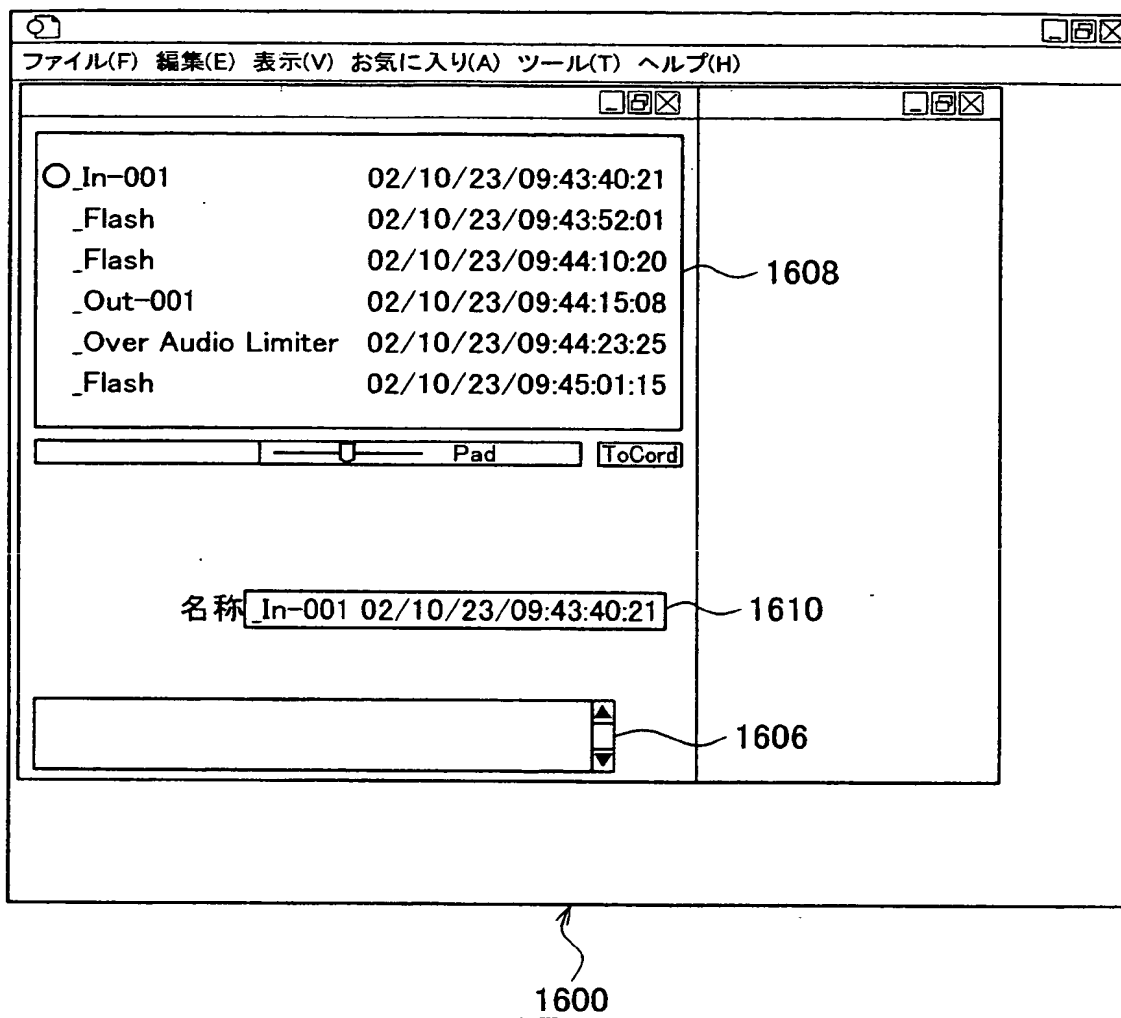 ファイル(F) 編集(E) 表示(V) お気に入り(A) ツール(T) ヘルプ(H)
_In-001 02/10/23/09:43:40:21
_Flash 02/10/23/09:43:52:01
_Flash 02/10/23/09:44:10:20
_Out-001 02/10/23/09:44:15:08
_Over Audio Limiter 02/10/23/09:44:23:25
_Flash 02/10/23/09:45:01:15
1608
Pad ToCord
名称 _In-001 02/10/23/09:43:40:21 1610
1606
1600